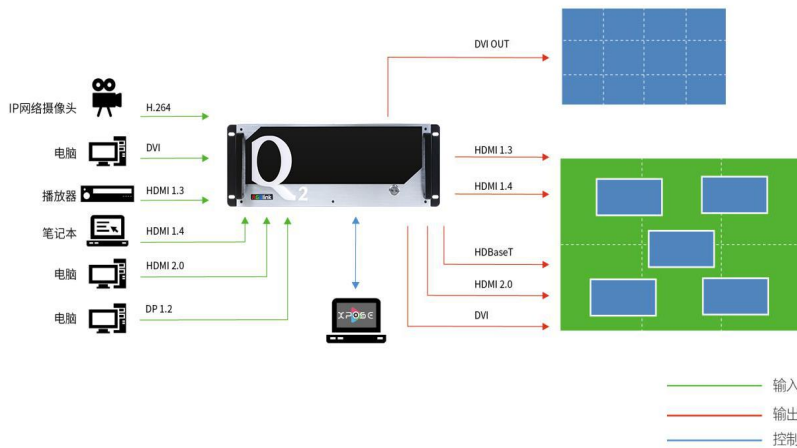 DVI OUT
IP网络摄像头
H.264
电脑
DVI
播放器
HDMI 1.3
笔记本
HDMI 1.4
电脑
HDMI 2.0
电脑
DP 1.2
Q2
XPOSE
HDMI 1.3
HDMI 1.4
HDBaseT
HDMI 2.0
DVI
输入
输出
控制